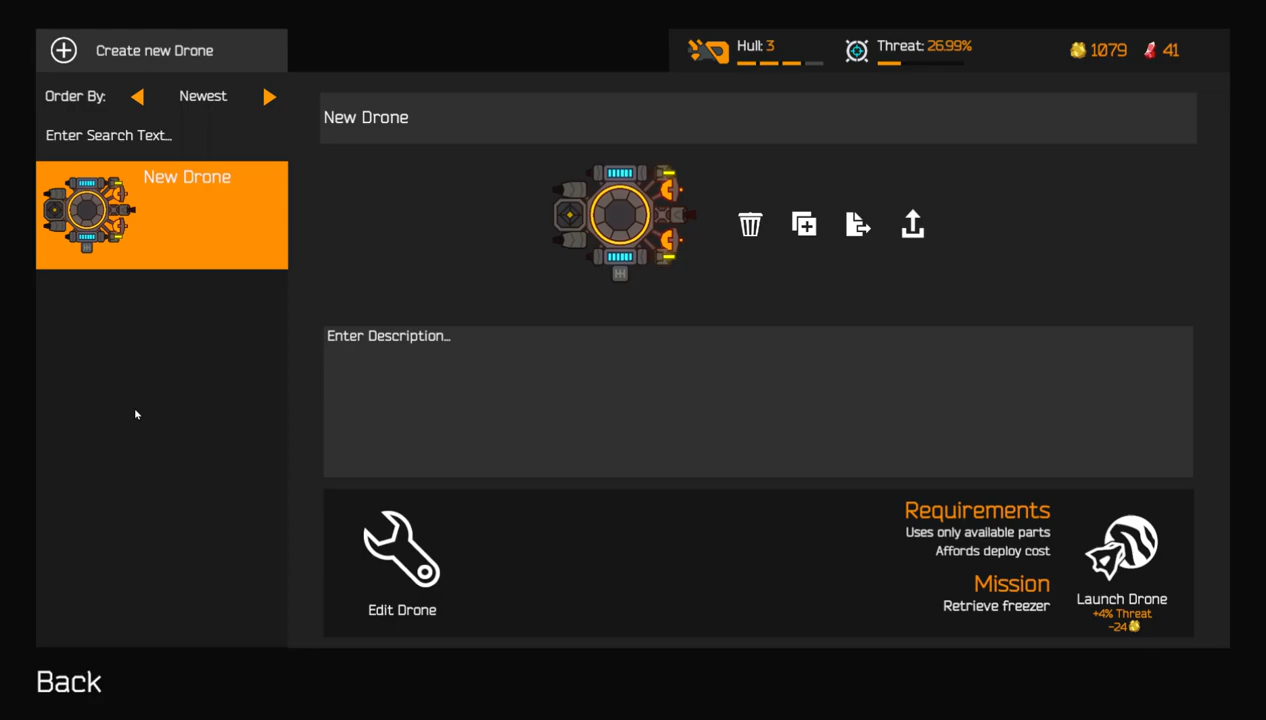 Create new Drone
Hull: 3
Threat: 26.99%
1079
41
Order By:
Newest
Enter Search Text...
New Drone
New Drone
Enter Description...
Edit Drone
Requirements
Uses only available parts
Affords deploy cost
Mission
Retrieve freezer
Launch Drone
+4% Threat
-24
Back